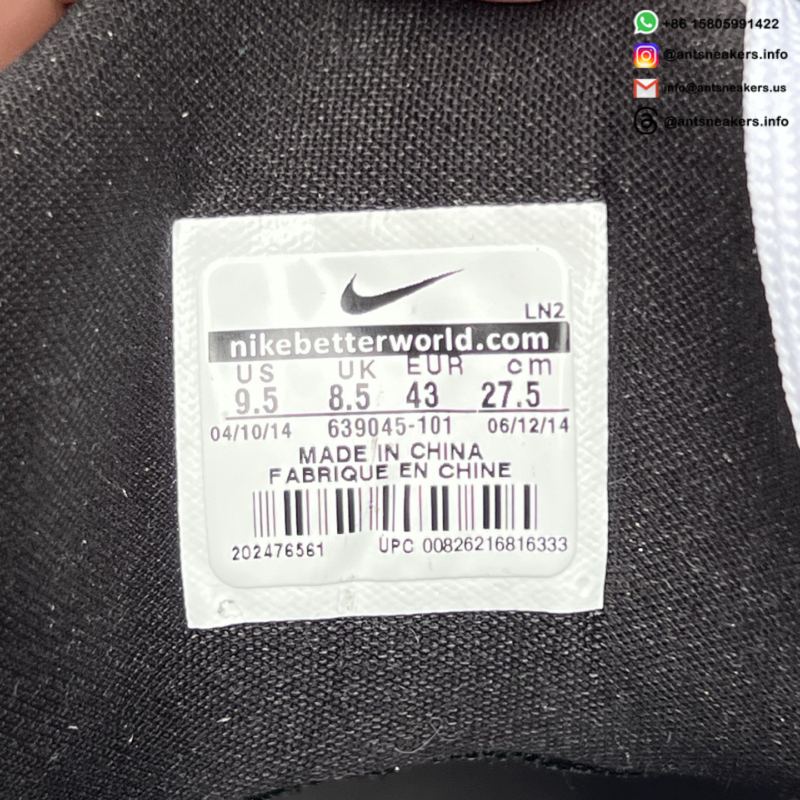 +86 15805991422
@antsneakers.info
info@antsneakers.us
@antsneakers.info
LN2
nikebetterworld.com
US UK EUR cm
9.5 8.5 43 27.5
04/10/14 639045-101 06/12/14
MADE IN CHINA
FABRIQUE EN CHINE
202476561 UPC 00826216816333